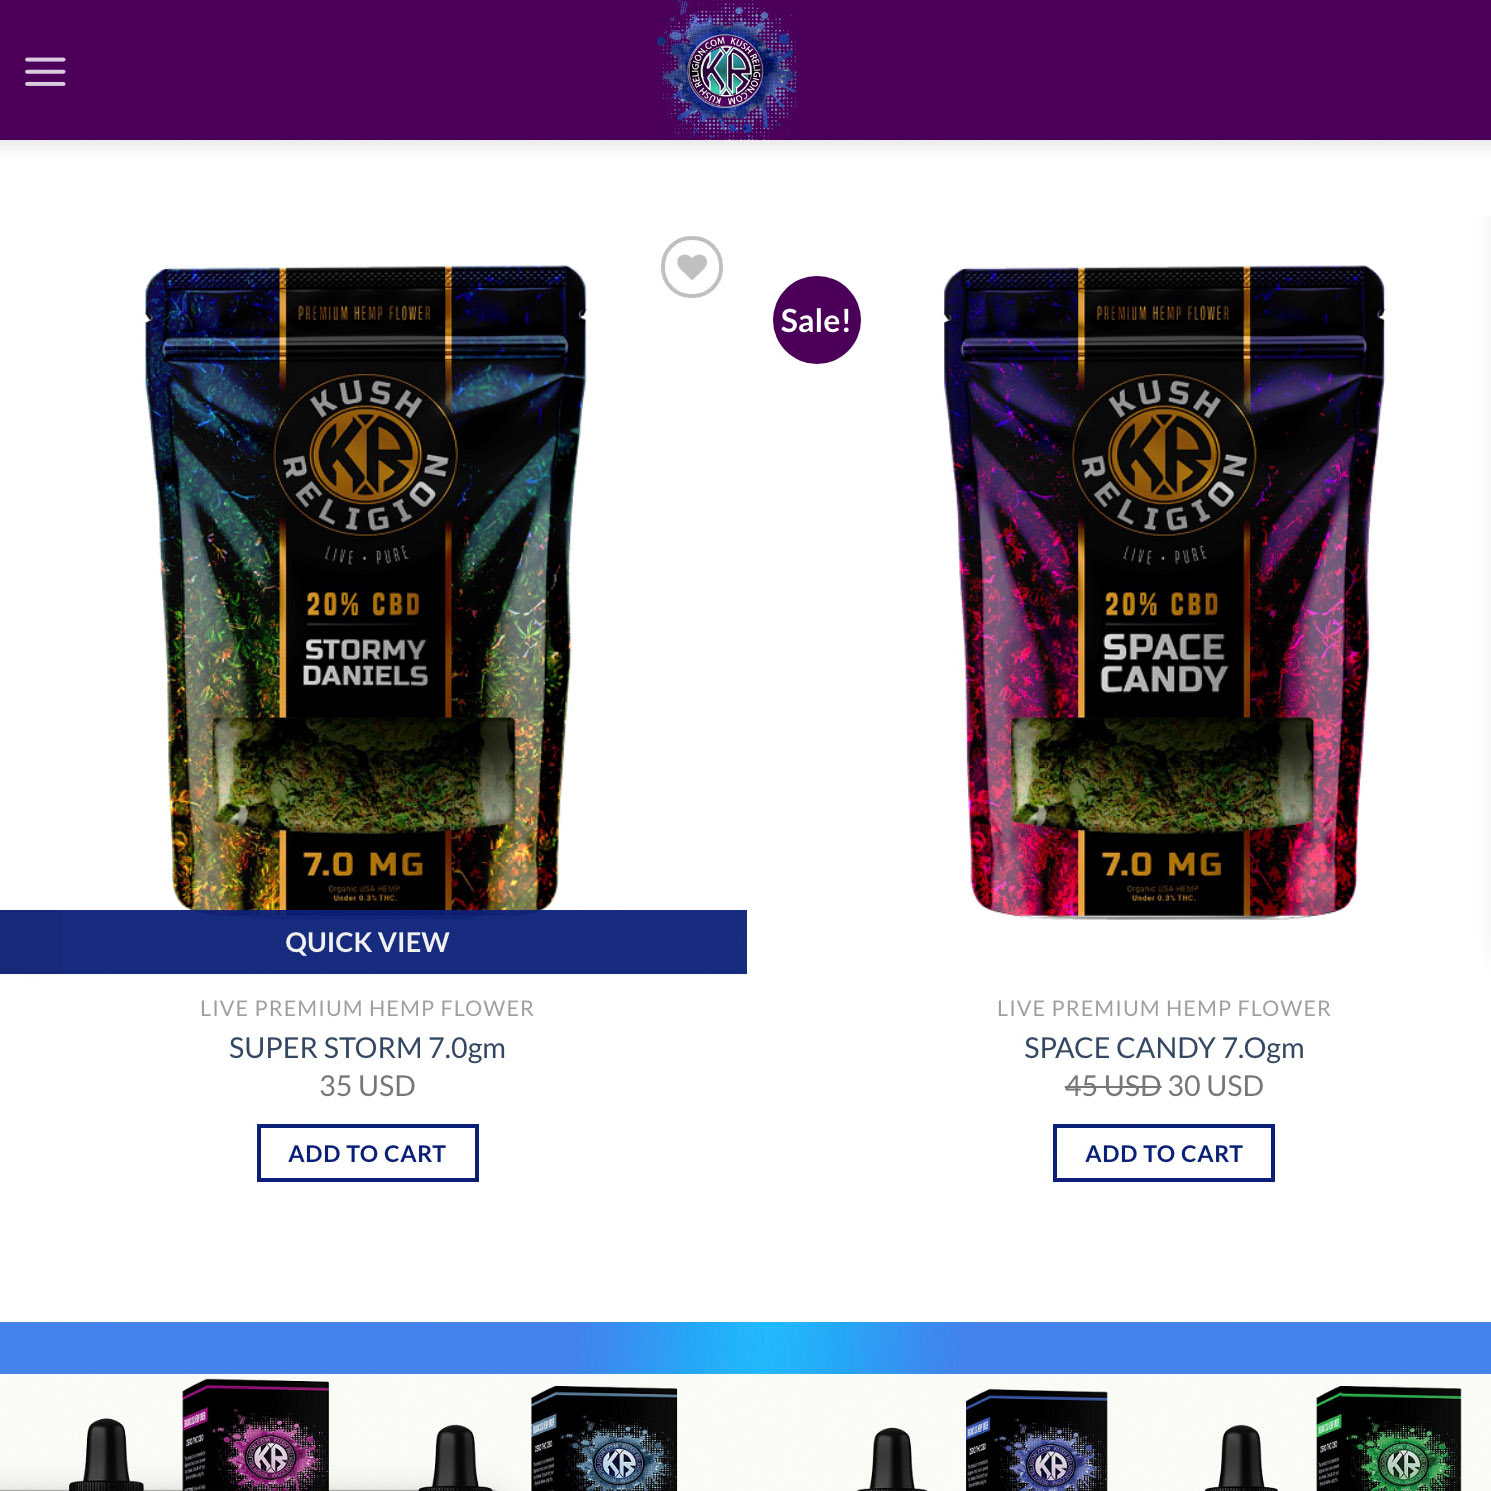 KUSH RELIGION.COM KUSH RELIGION.COM
Sale!
PREMIUM HEMP FLOWER
KUSH
KR
RELIGION
LIVE • PURE
20% CBD
STORMY
DANIELS
7.0 MG
Organic USA HEMP
Under 0.3% THC.
PREMIUM HEMP FLOWER
KUSH
KR
RELIGION
LIVE • PURE
20% CBD
SPACE
CANDY
7.0 MG
Organic USA HEMP
Under 0.3% THC.
QUICK VIEW
LIVE PREMIUM HEMP FLOWER
SUPER STORM 7.0gm
35 USD
ADD TO CART
LIVE PREMIUM HEMP FLOWER
SPACE CANDY 7.Ogm
45 USD 30 USD
ADD TO CART
KR
KR
KR
KR